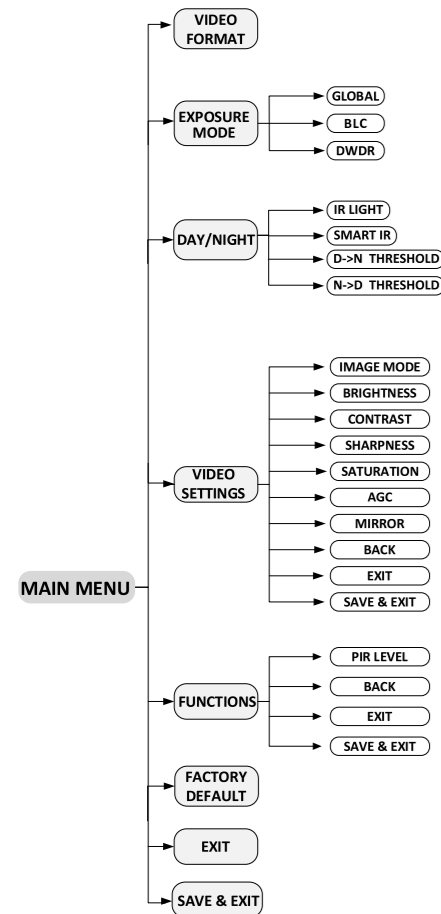 VIDEO
FORMAT
EXPOSURE
MODE
GLOBAL
BLC
DWDR
DAY/NIGHT
IR LIGHT
SMART IR
D->N THRESHOLD
N->D THRESHOLD
VIDEO
SETTINGS
IMAGE MODE
BRIGHTNESS
CONTRAST
SHARPNESS
SATURATION
AGC
MIRROR
BACK
EXIT
SAVE & EXIT
MAIN MENU
FUNCTIONS
PIR LEVEL
BACK
EXIT
SAVE & EXIT
FACTORY
DEFAULT
EXIT
SAVE & EXIT